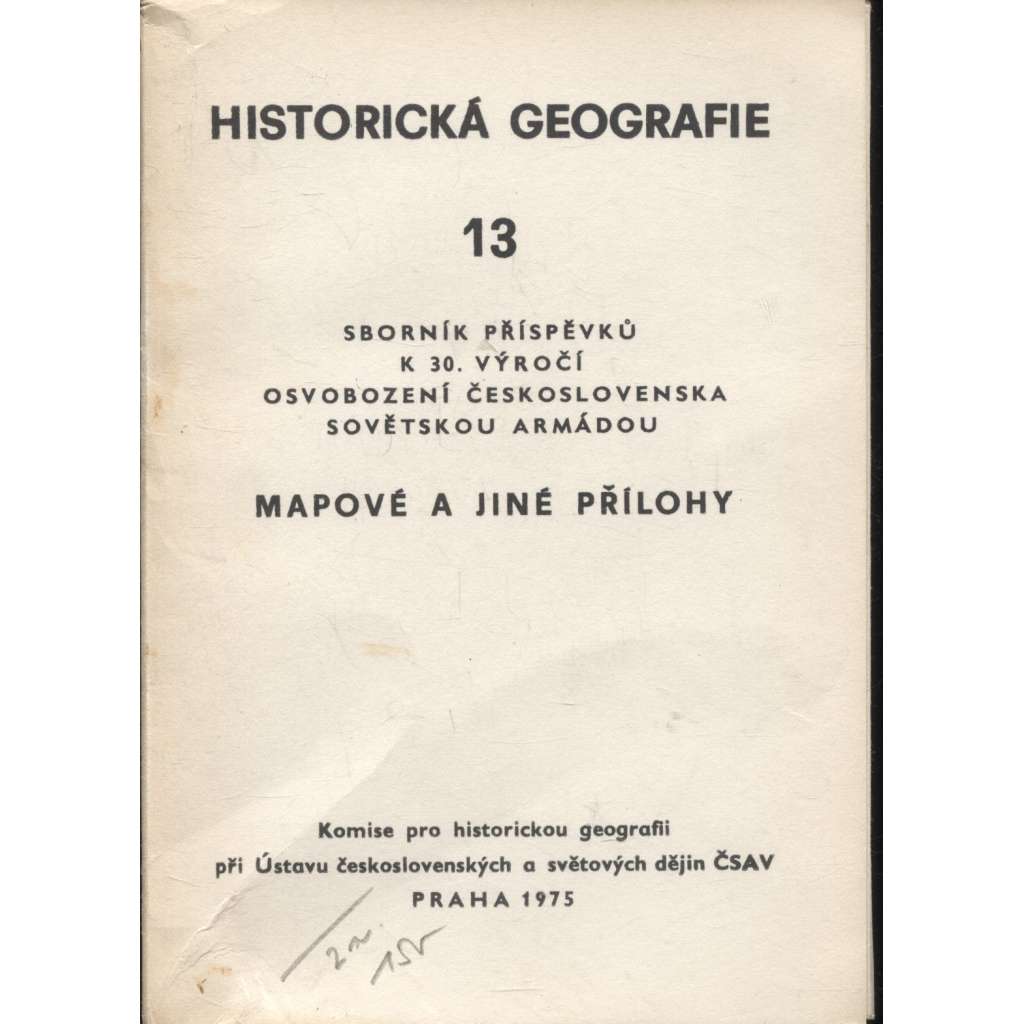 HISTORICKÁ GEOGRAFIE
13
SBORNÍK PŘÍSPĚVKŮ
K 30. VÝROČÍ
OSVOBOZENÍ ČESKOSLOVENSKA
SOVĚTSKOU ARMÁDOU
MAPOVÉ A JINÉ PŘÍLOHY
Komise pro historickou geografii
při Ústavu československých a světových dějin ČSAV
PRAHA 1975